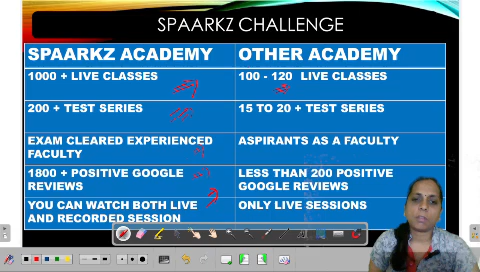 SPAARKZ CHALLENGE
SPAARKZ ACADEMY
OTHER ACADEMY
1000 + LIVE CLASSES
100 - 120 LIVE CLASSES
200 + TEST SERIES
15 TO 20 + TEST SERIES
EXAM CLEARED EXPERIENCED
FACULTY
ASPIRANTS AS A FACULTY
1800 + POSITIVE GOOGLE
REVIEWS
LESS THAN 200 POSITIVE
GOOGLE REVIEWS
YOU CAN WATCH BOTH LIVE
AND RECORDED SESSION
ONLY LIVE SESSIONS